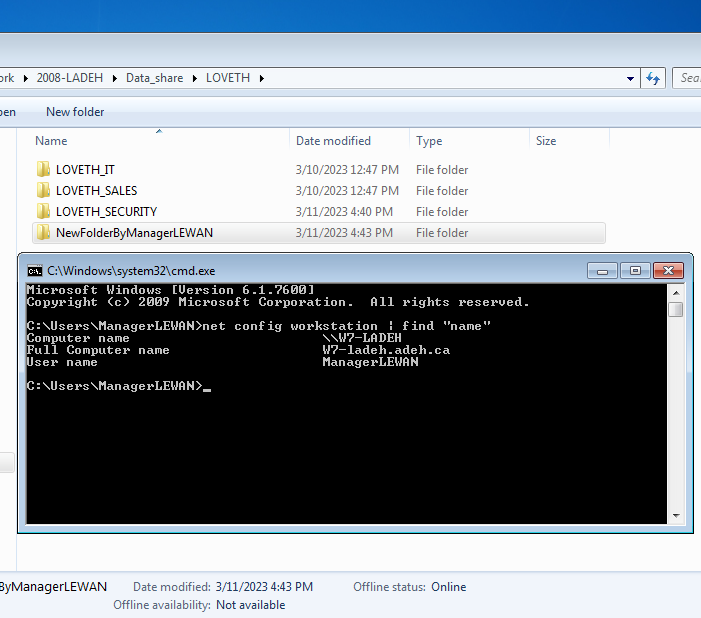 ork 2008-LADEH Data_share LOVETH Sea
pen New folder
Name Date modified Type Size
LOVETH_IT 3/10/2023 12:47 PM File folder
LOVETH_SALES 3/10/2023 12:47 PM File folder
LOVETH_SECURITY 3/11/2023 4:40 PM File folder
NewFolderByManagerLEWAN 3/11/2023 4:43 PM File folder
C:\Windows\system32\cmd.exe
Microsoft Windows [Version 6.1.7600]
Copyright (c) 2009 Microsoft Corporation.  All rights reserved.
C:\Users\ManagerLEWAN>net config workstation | find "name"
Computer name \\W7-LADEH
Full Computer name W7-ladeh.adeh.ca
User name ManagerLEWAN
C:\Users\ManagerLEWAN>_
ByManagerLEWAN Date modified: 3/11/2023 4:43 PM Offline status: Online
Offline availability: Not available